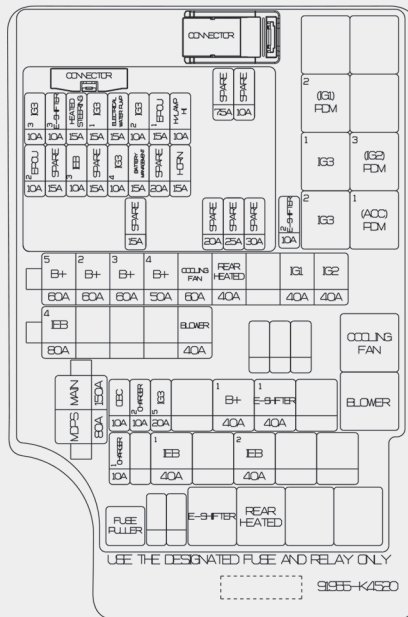 CONNECTOR
CONNECTOR
SPARE 7.5A
SPARE 10A
3 IG3 10A
3 E-SHIFTER 10A
HEATED STEERING 15A
1 IG3 15A
ELECTRICAL WATER PUMP 15A
2 IG3 10A
1 EPCU 15A
H/LAMP HI 10A
2 EPCU 10A
SPARE 15A
3 IEB 10A
SPARE 15A
4 IG3 10A
BATTERY MANAGEMENT 15A
SPARE 20A
HORN 15A
SPARE 15A
SPARE 20A
SPARE 25A
SPARE 30A
2 E-SHIFTER 10A
2 (IG1) PDM
1 IG3
3 (IG2) PDM
2 IG3
1 (ACC) PDM
5 B+ 60A
2 B+ 60A
3 B+ 60A
4 B+ 50A
COOLING FAN 60A
REAR HEATED 40A
IG1 40A
IG2 40A
4 IEB 80A
BLOWER 40A
COOLING FAN
BLOWER
MAIN 150A
MDPS 80A
OBC 10A
2 CHARGER 10A
5 IG3 20A
1 B+ 40A
1 E-SHIFTER 40A
1 CHARGER 10A
1 IEB 40A
2 IEB 40A
FUSE PULLER
E-SHIFTER
REAR HEATED
USE THE DESIGNATED FUSE AND RELAY ONLY
91955-K4520